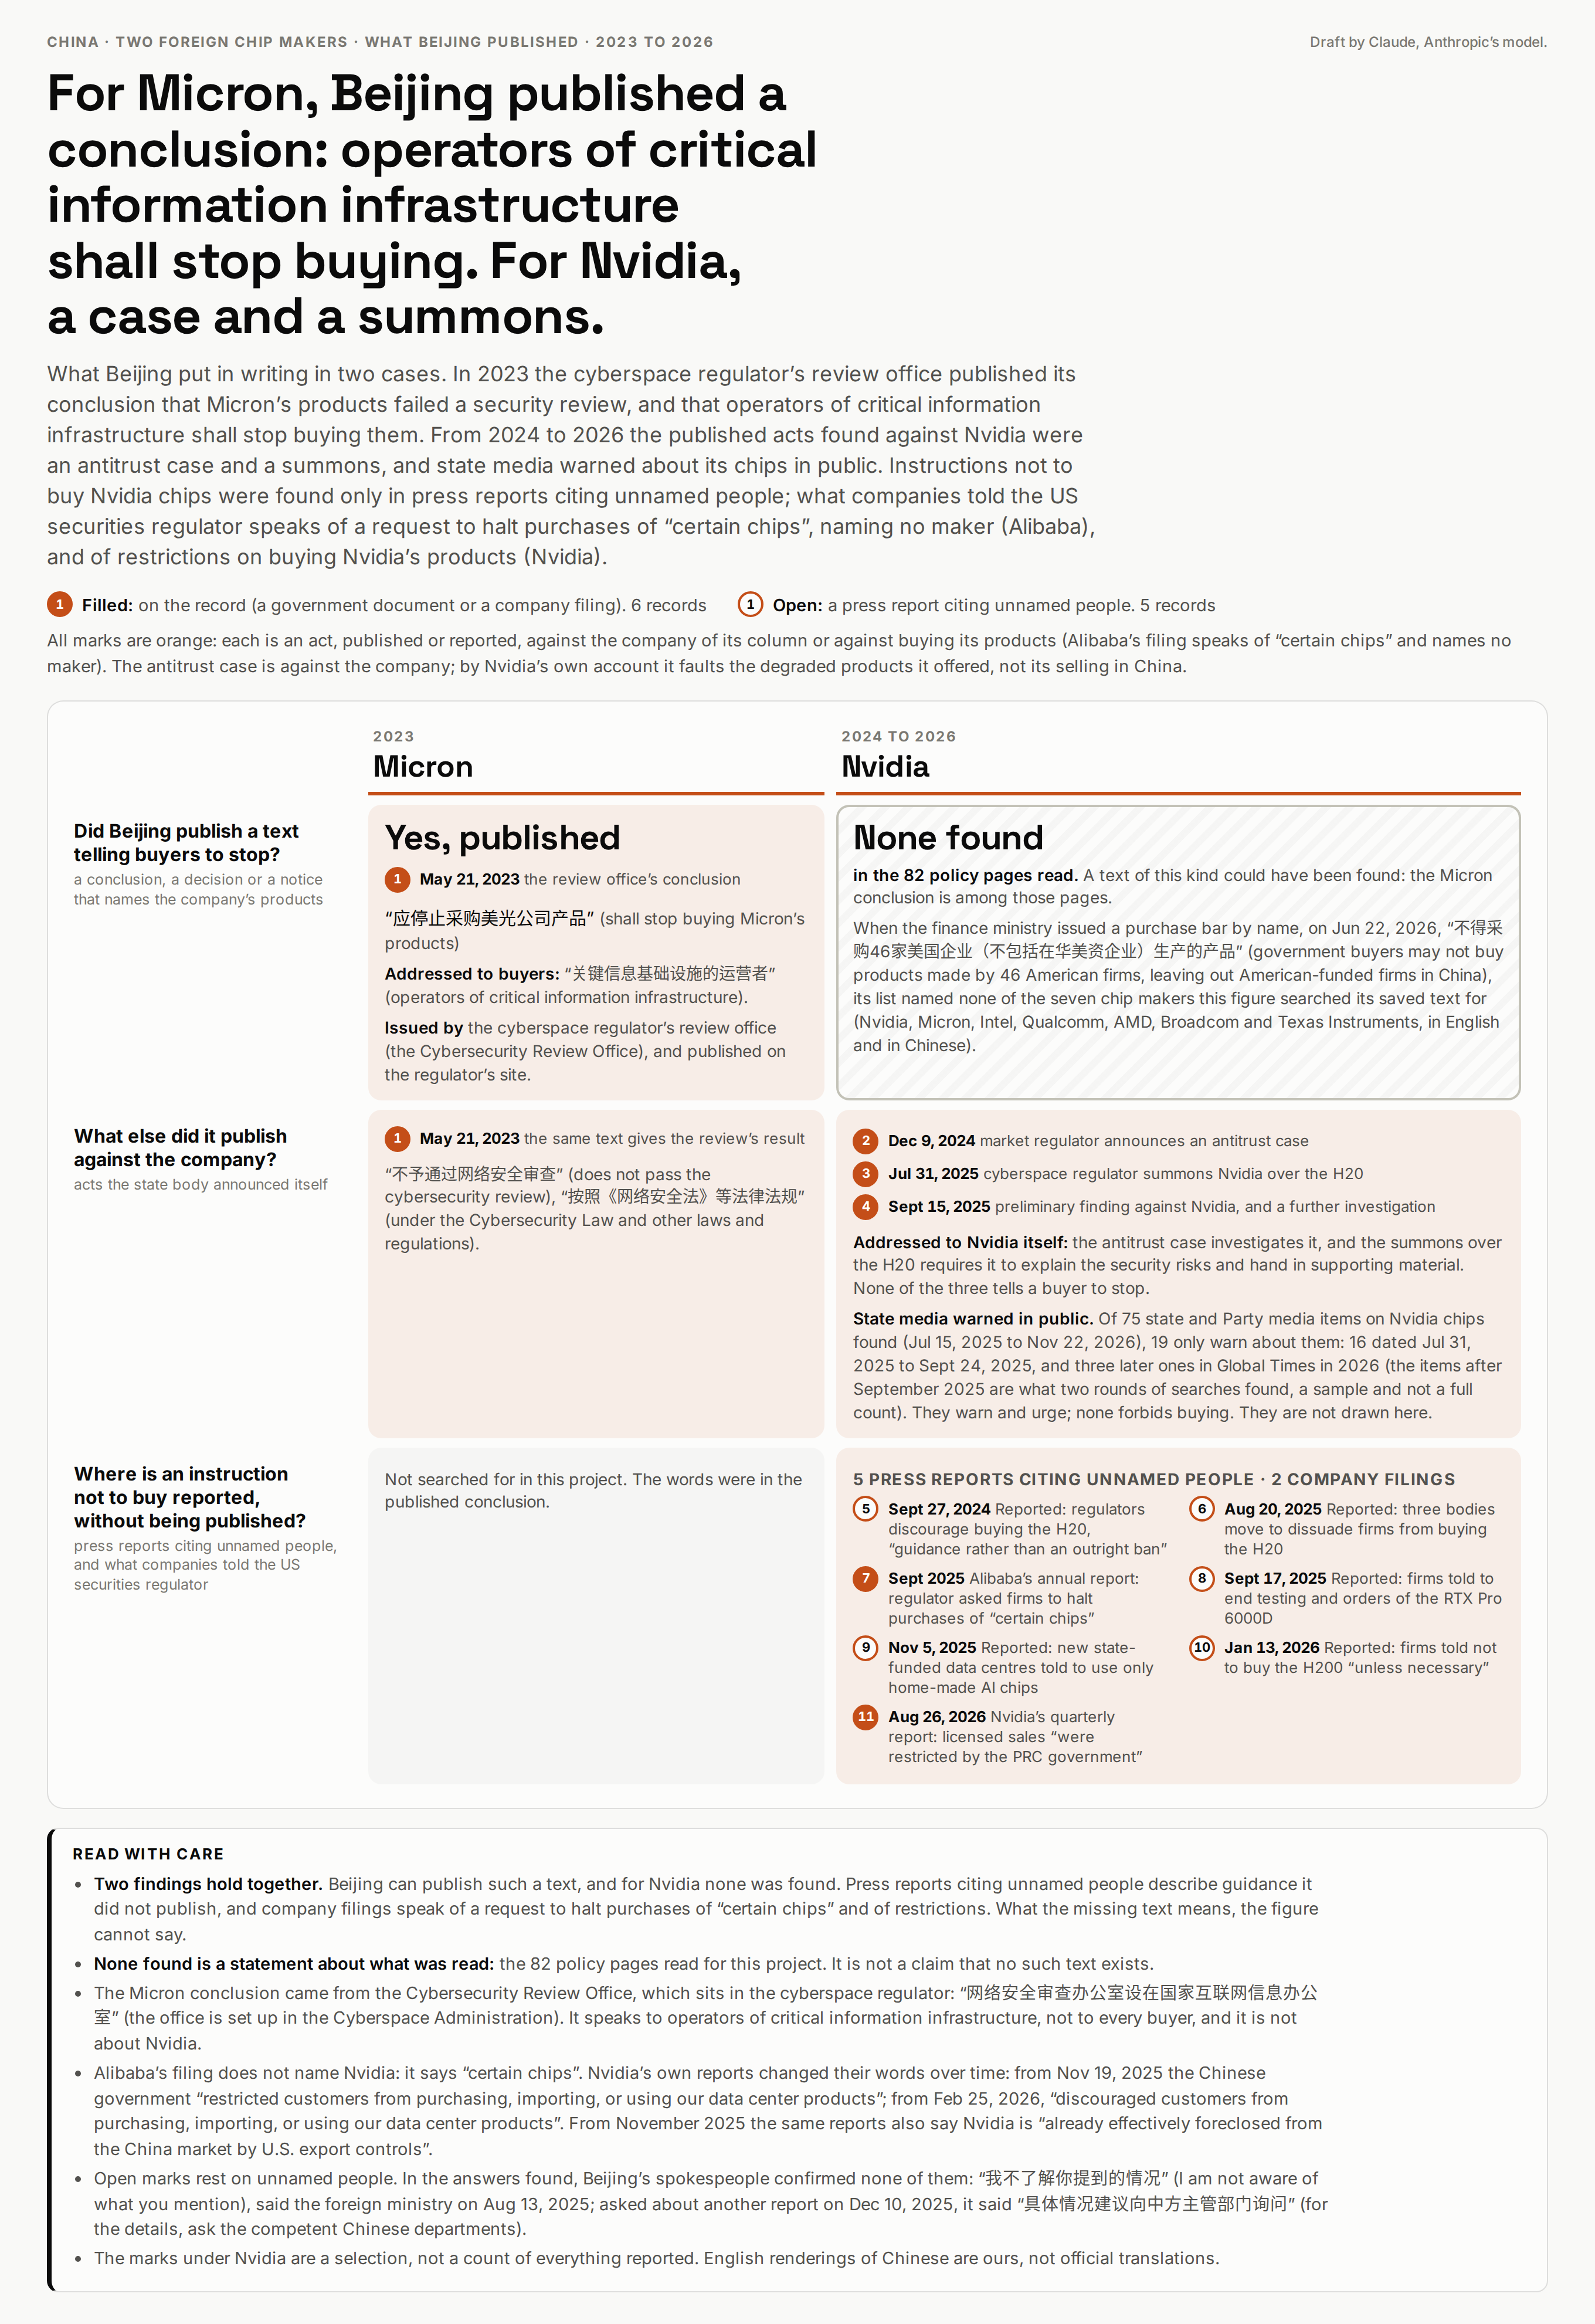 CHINA · TWO FOREIGN CHIP MAKERS · WHAT BEIJING PUBLISHED · 2023 TO 2026
Draft by Claude, Anthropic’s model.
For Micron, Beijing published a
conclusion: operators of critical
information infrastructure
shall stop buying. For Nvidia,
a case and a summons.
What Beijing put in writing in two cases. In 2023 the cyberspace regulator’s review office published its
conclusion that Micron’s products failed a security review, and that operators of critical information
infrastructure shall stop buying them. From 2024 to 2026 the published acts found against Nvidia were
an antitrust case and a summons, and state media warned about its chips in public. Instructions not to
buy Nvidia chips were found only in press reports citing unnamed people; what companies told the US
securities regulator speaks of a request to halt purchases of “certain chips”, naming no maker (Alibaba),
and of restrictions on buying Nvidia’s products (Nvidia).
1 Filled: on the record (a government document or a company filing). 6 records
1 Open: a press report citing unnamed people. 5 records
All marks are orange: each is an act, published or reported, against the company of its column or against buying its products (Alibaba’s filing speaks of “certain chips” and names no
maker). The antitrust case is against the company; by Nvidia’s own account it faults the degraded products it offered, not its selling in China.
2023
Micron
2024 TO 2026
Nvidia
Did Beijing publish a text
telling buyers to stop?
a conclusion, a decision or a notice
that names the company’s products
Yes, published
1 May 21, 2023 the review office’s conclusion
“应停止采购美光公司产品” (shall stop buying Micron’s
products)
Addressed to buyers: “关键信息基础设施的运营者”
(operators of critical information infrastructure).
Issued by the cyberspace regulator’s review office
(the Cybersecurity Review Office), and published on
the regulator’s site.
None found
in the 82 policy pages read. A text of this kind could have been found: the Micron
conclusion is among those pages.
When the finance ministry issued a purchase bar by name, on Jun 22, 2026, “不得采
购46家美国企业（不包括在华美资企业）生产的产品” (government buyers may not buy
products made by 46 American firms, leaving out American-funded firms in China),
its list named none of the seven chip makers this figure searched its saved text for
(Nvidia, Micron, Intel, Qualcomm, AMD, Broadcom and Texas Instruments, in English
and in Chinese).
What else did it publish
against the company?
acts the state body announced itself
1 May 21, 2023 the same text gives the review’s result
“不予通过网络安全审查” (does not pass the
cybersecurity review), “按照《网络安全法》等法律法规”
(under the Cybersecurity Law and other laws and
regulations).
2 Dec 9, 2024 market regulator announces an antitrust case
3 Jul 31, 2025 cyberspace regulator summons Nvidia over the H20
4 Sept 15, 2025 preliminary finding against Nvidia, and a further investigation
Addressed to Nvidia itself: the antitrust case investigates it, and the summons over
the H20 requires it to explain the security risks and hand in supporting material.
None of the three tells a buyer to stop.
State media warned in public. Of 75 state and Party media items on Nvidia chips
found (Jul 15, 2025 to Nov 22, 2026), 19 only warn about them: 16 dated Jul 31,
2025 to Sept 24, 2025, and three later ones in Global Times in 2026 (the items after
September 2025 are what two rounds of searches found, a sample and not a full
count). They warn and urge; none forbids buying. They are not drawn here.
Where is an instruction
not to buy reported,
without being published?
press reports citing unnamed people,
and what companies told the US
securities regulator
Not searched for in this project. The words were in the
published conclusion.
5 PRESS REPORTS CITING UNNAMED PEOPLE · 2 COMPANY FILINGS
5 Sept 27, 2024 Reported: regulators
discourage buying the H20,
“guidance rather than an outright ban”
6 Aug 20, 2025 Reported: three bodies
move to dissuade firms from buying
the H20
7 Sept 2025 Alibaba’s annual report:
regulator asked firms to halt
purchases of “certain chips”
8 Sept 17, 2025 Reported: firms told to
end testing and orders of the RTX Pro
6000D
9 Nov 5, 2025 Reported: new state-
funded data centres told to use only
home-made AI chips
10 Jan 13, 2026 Reported: firms told not
to buy the H200 “unless necessary”
11 Aug 26, 2026 Nvidia’s quarterly
report: licensed sales “were
restricted by the PRC government”
READ WITH CARE
• Two findings hold together. Beijing can publish such a text, and for Nvidia none was found. Press reports citing unnamed people describe guidance it
did not publish, and company filings speak of a request to halt purchases of “certain chips” and of restrictions. What the missing text means, the figure
cannot say.
• None found is a statement about what was read: the 82 policy pages read for this project. It is not a claim that no such text exists.
• The Micron conclusion came from the Cybersecurity Review Office, which sits in the cyberspace regulator: “网络安全审查办公室设在国家互联网信息办公
室” (the office is set up in the Cyberspace Administration). It speaks to operators of critical information infrastructure, not to every buyer, and it is not
about Nvidia.
• Alibaba’s filing does not name Nvidia: it says “certain chips”. Nvidia’s own reports changed their words over time: from Nov 19, 2025 the Chinese
government “restricted customers from purchasing, importing, or using our data center products”; from Feb 25, 2026, “discouraged customers from
purchasing, importing, or using our data center products”. From November 2025 the same reports also say Nvidia is “already effectively foreclosed from
the China market by U.S. export controls”.
• Open marks rest on unnamed people. In the answers found, Beijing’s spokespeople confirmed none of them: “我不了解你提到的情况” (I am not aware of
what you mention), said the foreign ministry on Aug 13, 2025; asked about another report on Dec 10, 2025, it said “具体情况建议向中方主管部门询问” (for
the details, ask the competent Chinese departments).
• The marks under Nvidia are a selection, not a count of everything reported. English renderings of Chinese are ours, not official translations.